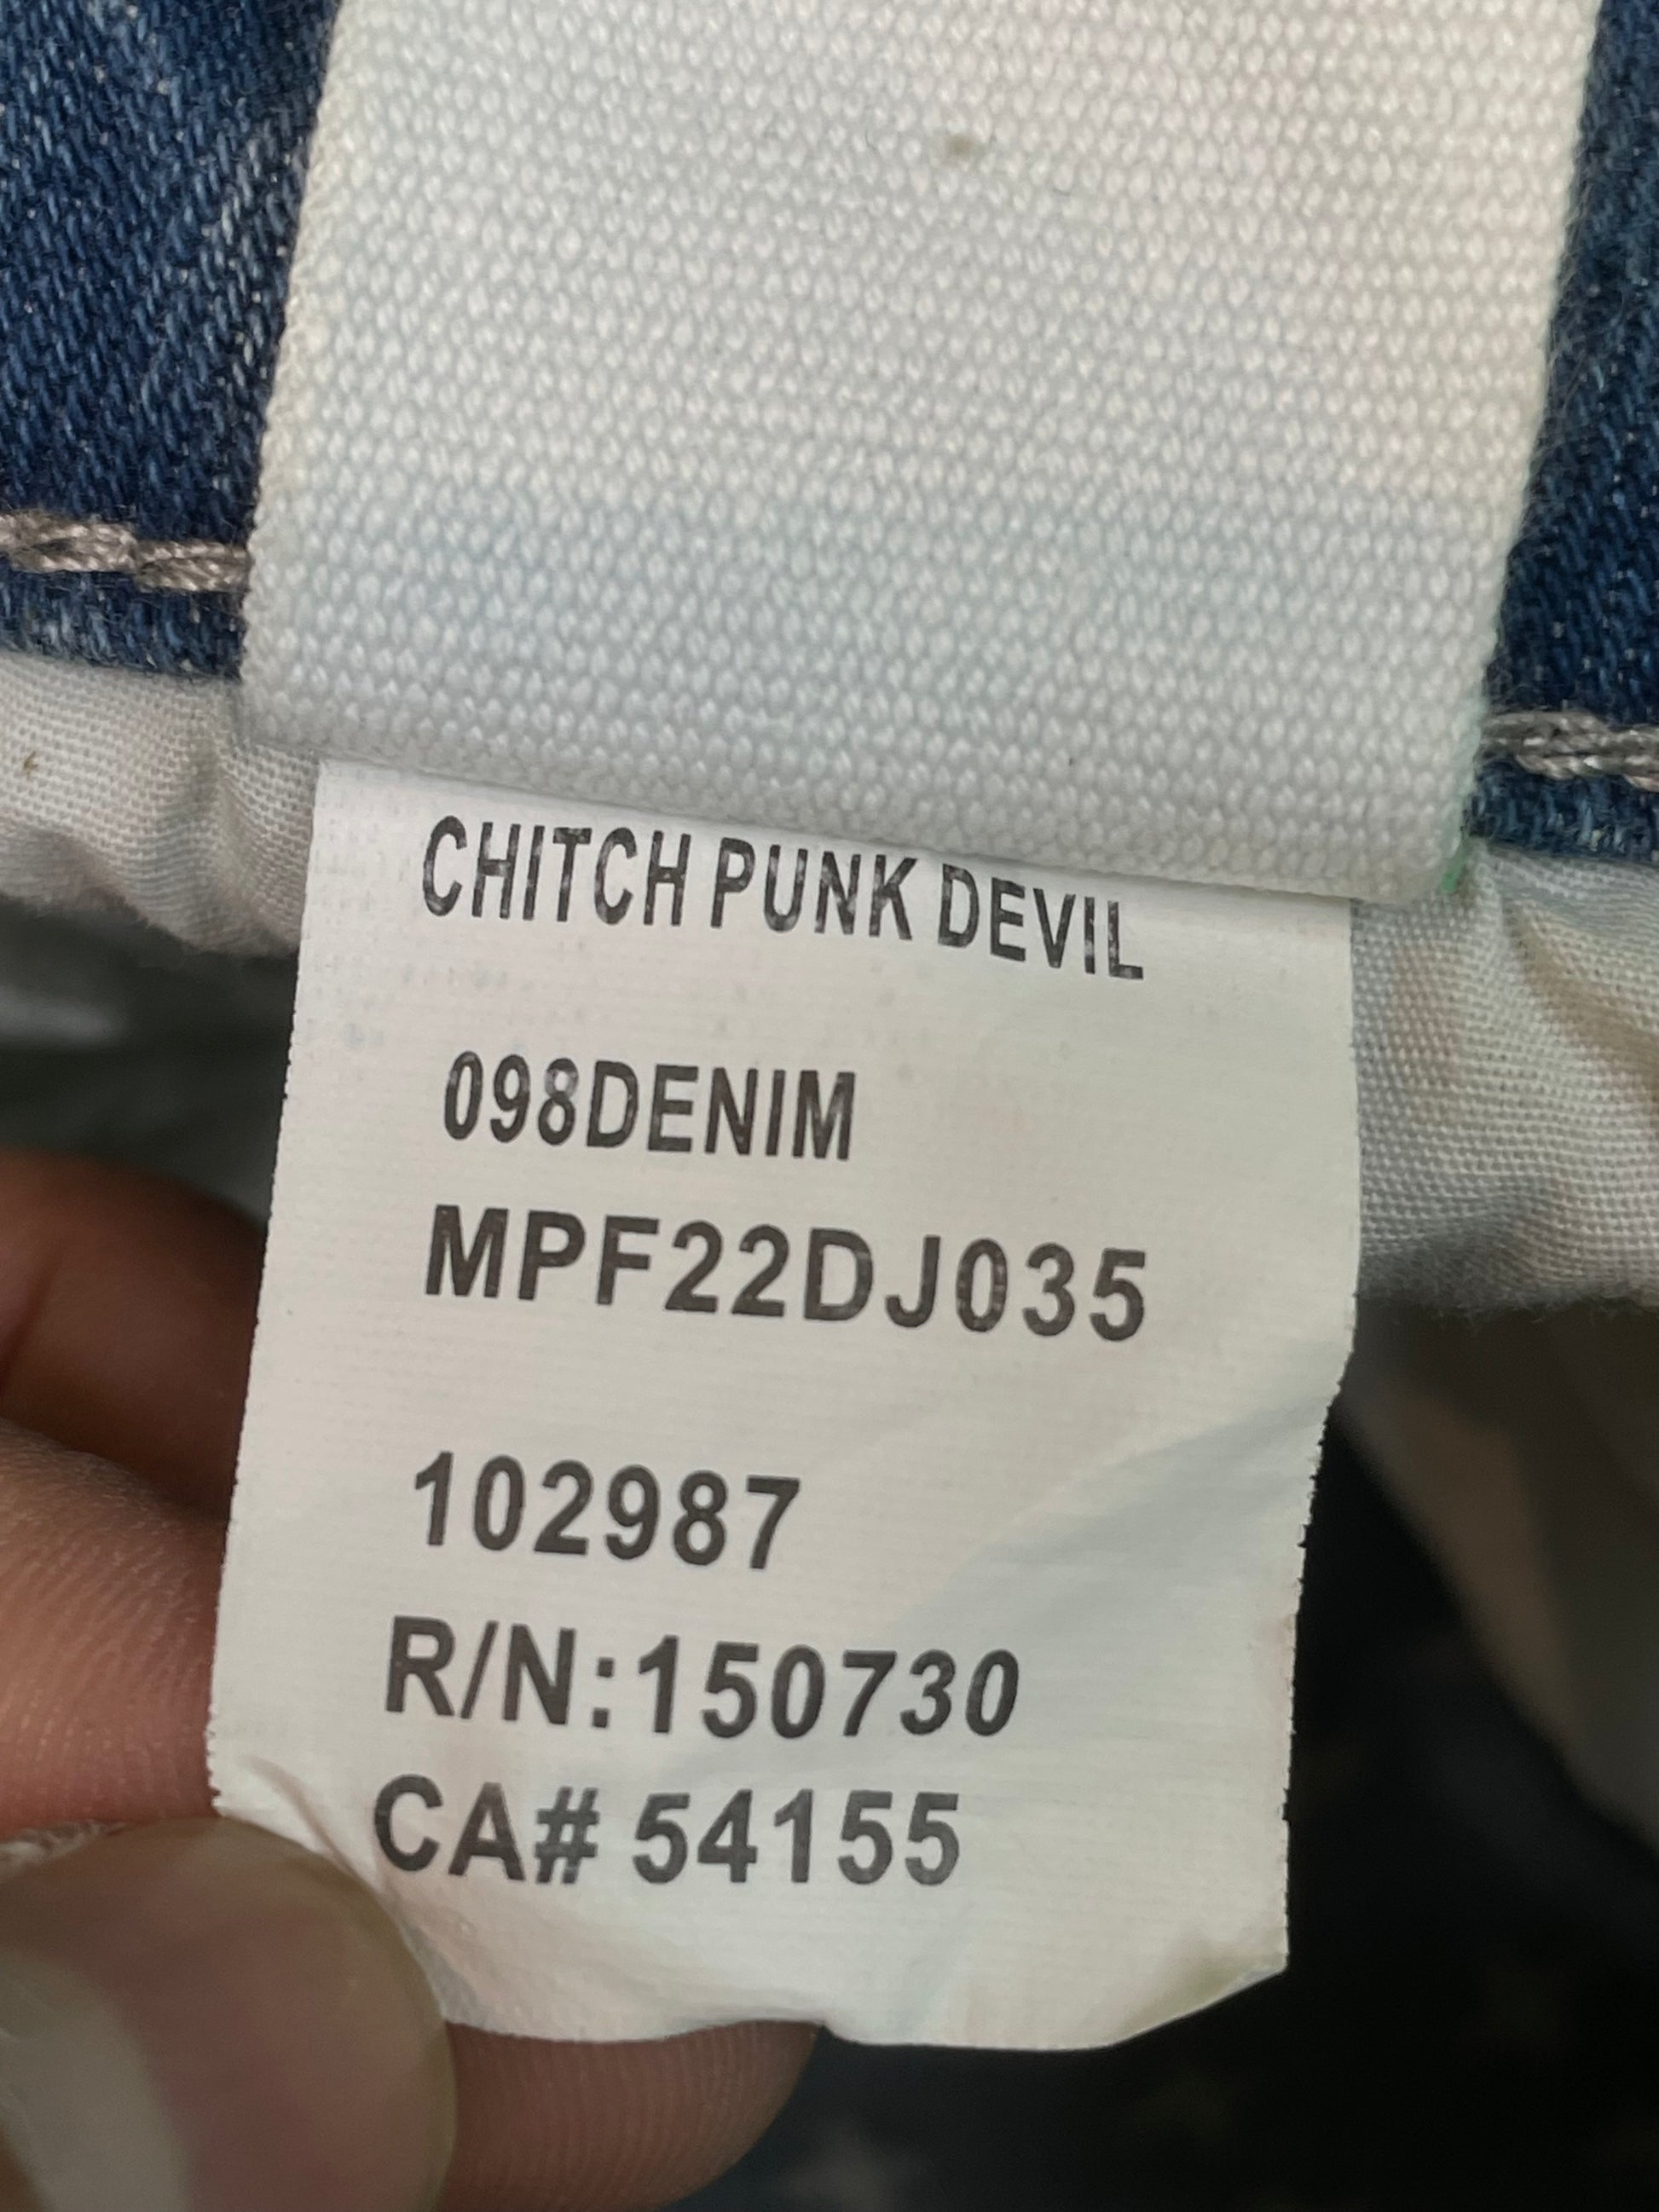 CHITCH PUNK DEVIL
098DENIM
MPF22DJ035
102987
R/N:150730
CA# 54155